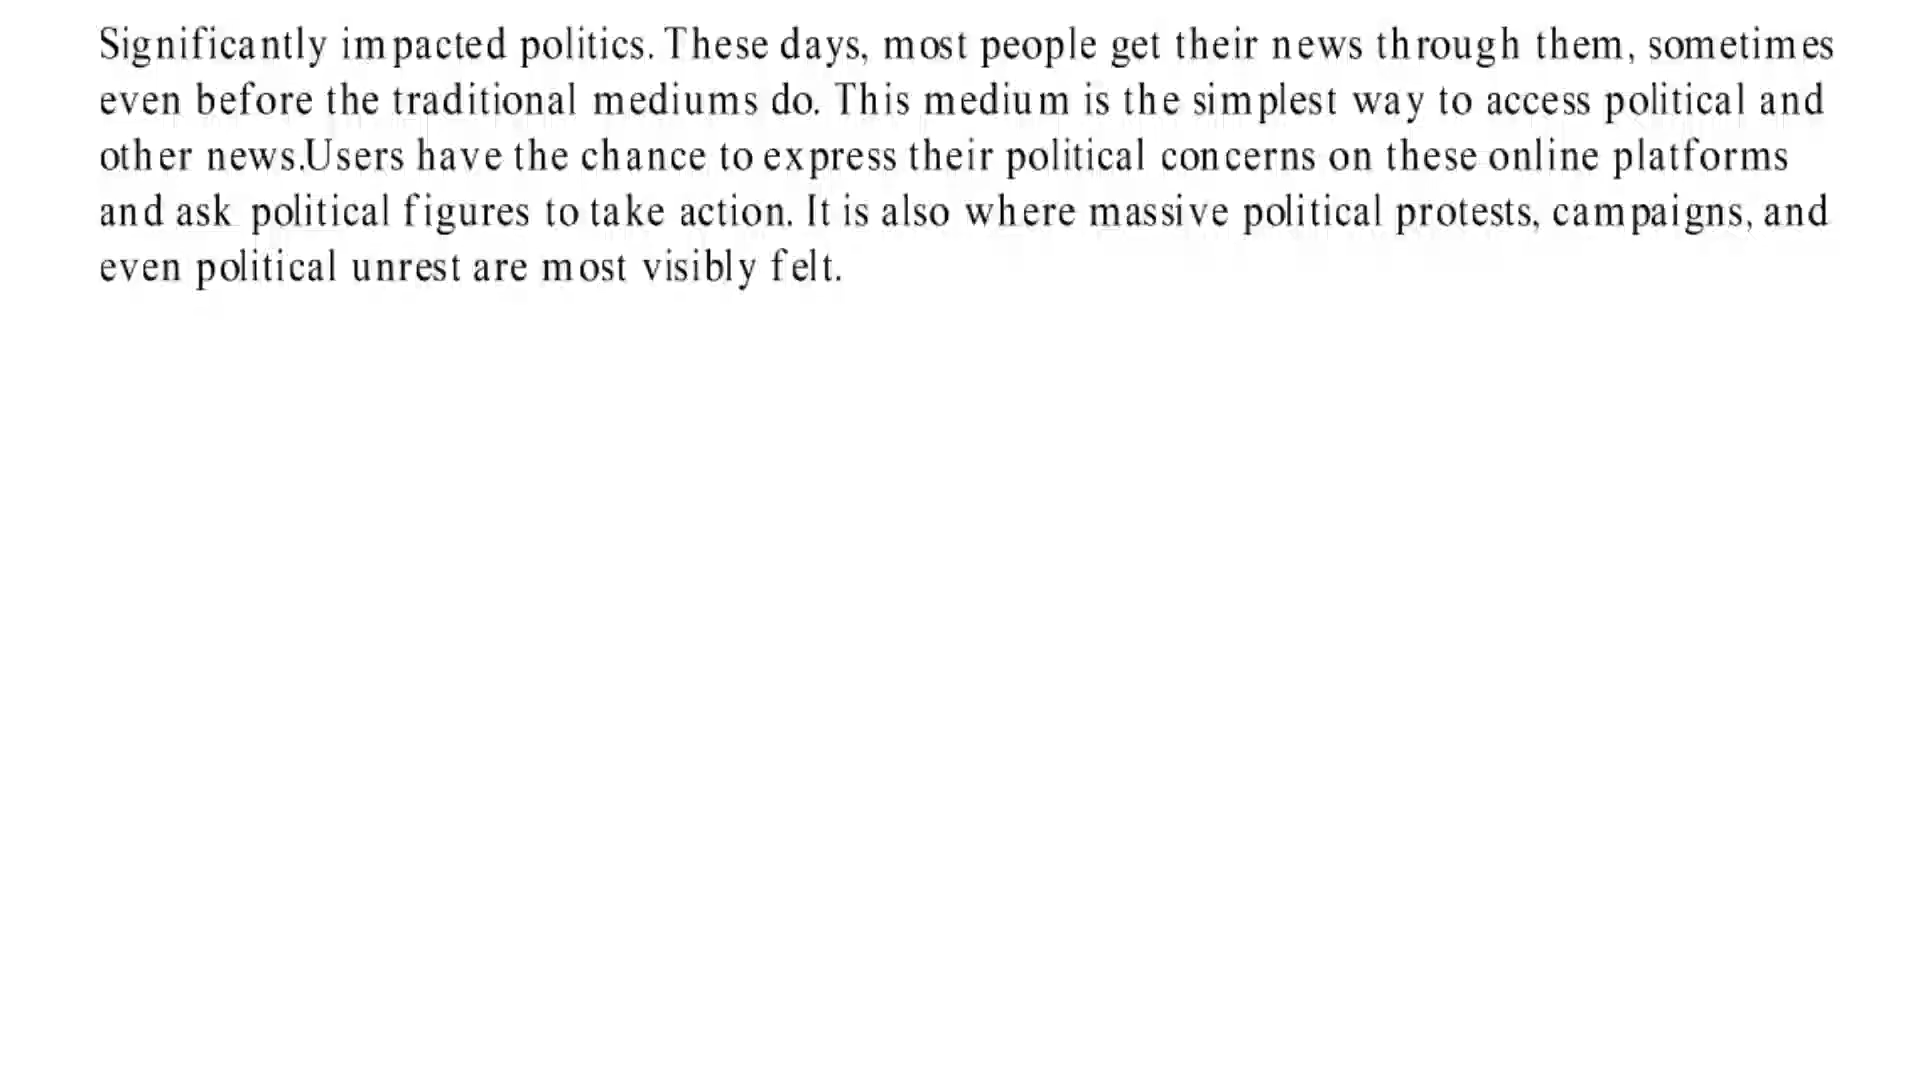 Significantly impacted politics. These days, most people get their news through them, sometimes
even before the traditional mediums do. This medium is the simplest way to access political and
other news.Users have the chance to express their political concerns on these online platforms
and ask political figures to take action. It is also where massive political protests, campaigns, and
even political unrest are most visibly felt.